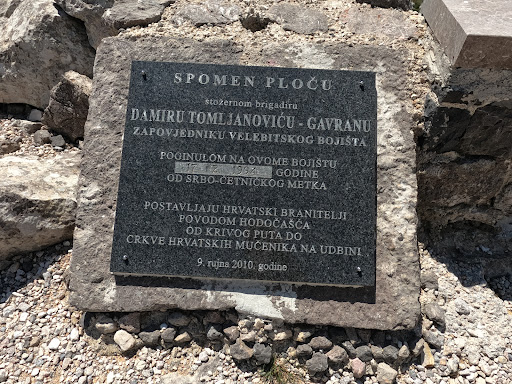 SPOMEN PLOČU
stožernom brigadiru
DAMIRU TOMLJANOVIĆU - GAVRANU
ZAPOVJEDNIKU VELEBITSKOG BOJIŠTA
POGINULOM NA OVOME BOJIŠTU
GODINE
OD SRBO-ČETNIČKOG METKA
POSTAVLJAJU HRVATSKI BRANITELJI
POVODOM HODOČAŠĆA
OD KRIVOG PUTA DO
CRKVE HRVATSKIH MUČENIKA NA UDBINI
9. rujna 2010. godine